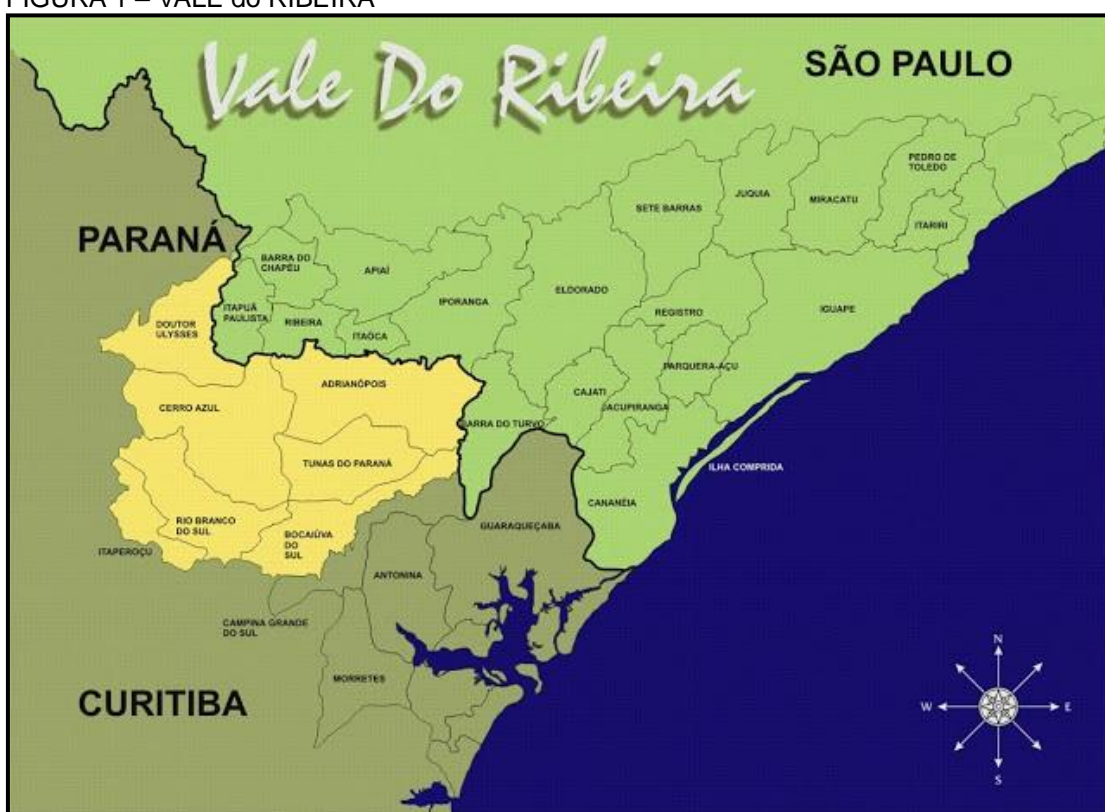 FIGURA 1 – VALE do RIBEIRA
Vale Do Ribeira
SÃO PAULO
PEDRO DE
TOLEDO
JUQUIA
MIRACATU
SETE BARRAS
ITARIRI
PARANÁ
BARRA DO
CHAPÉU
APIAÍ
ELDORADO
IPORANGA
ITAPUÃ
PAULISTA
RIBEIRA
ITAÓCA
REGISTRO
IGUAPE
DOUTOR
ULYSSES
PARQUERA-AÇU
ADRIANÓPOIS
CAJATI
JACUPIRANGA
CERRO AZUL
BARRA DO TURVO
TUNAS DO PARANÁ
ILHA COMPRIDA
CANANÉIA
RIO BRANCO
DO SUL
BOCAIÚVA
DO
SUL
GUARAQUEÇABA
ITAPEROÇU
ANTONINA
CAMPINA GRANDE
DO SUL
MORRETES
CURITIBA
N
W
E
S